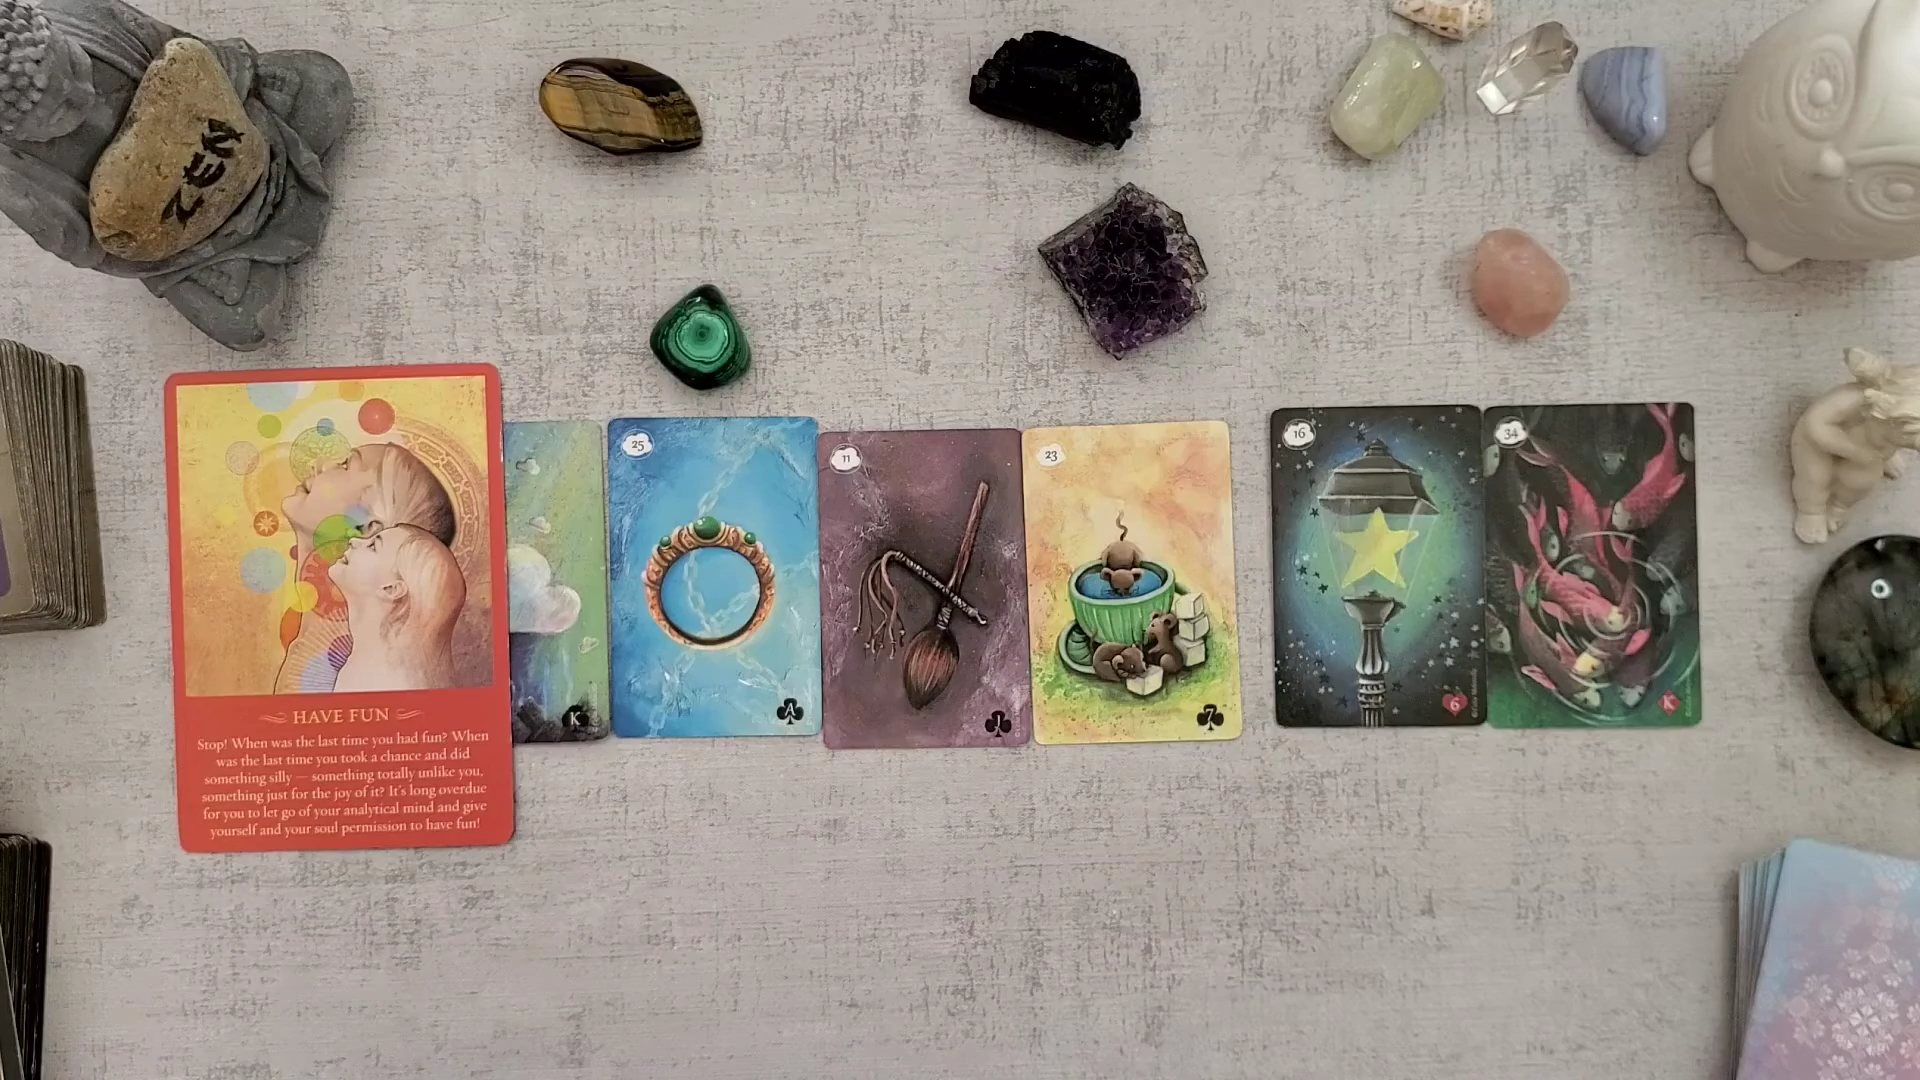 ZEN
HAVE FUN
Stop! When was the last time you had fun? When
was the last time you took a chance and did
something silly — something totally unlike you,
something just for the joy of it? It's long overdue
for you to let go of your analytical mind and give
yourself and your soul permission to have fun!
K
25
A
11
J
23
7
16
6
34
K